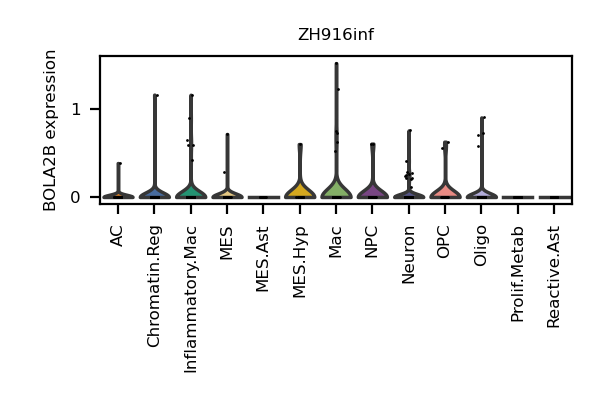 ZH916inf
BOLA2B expression
1
0
AC
Chromatin.Reg
Inflammatory.Mac
MES
MES.Ast
MES.Hyp
Mac
NPC
Neuron
OPC
Oligo
Prolif.Metab
Reactive.Ast